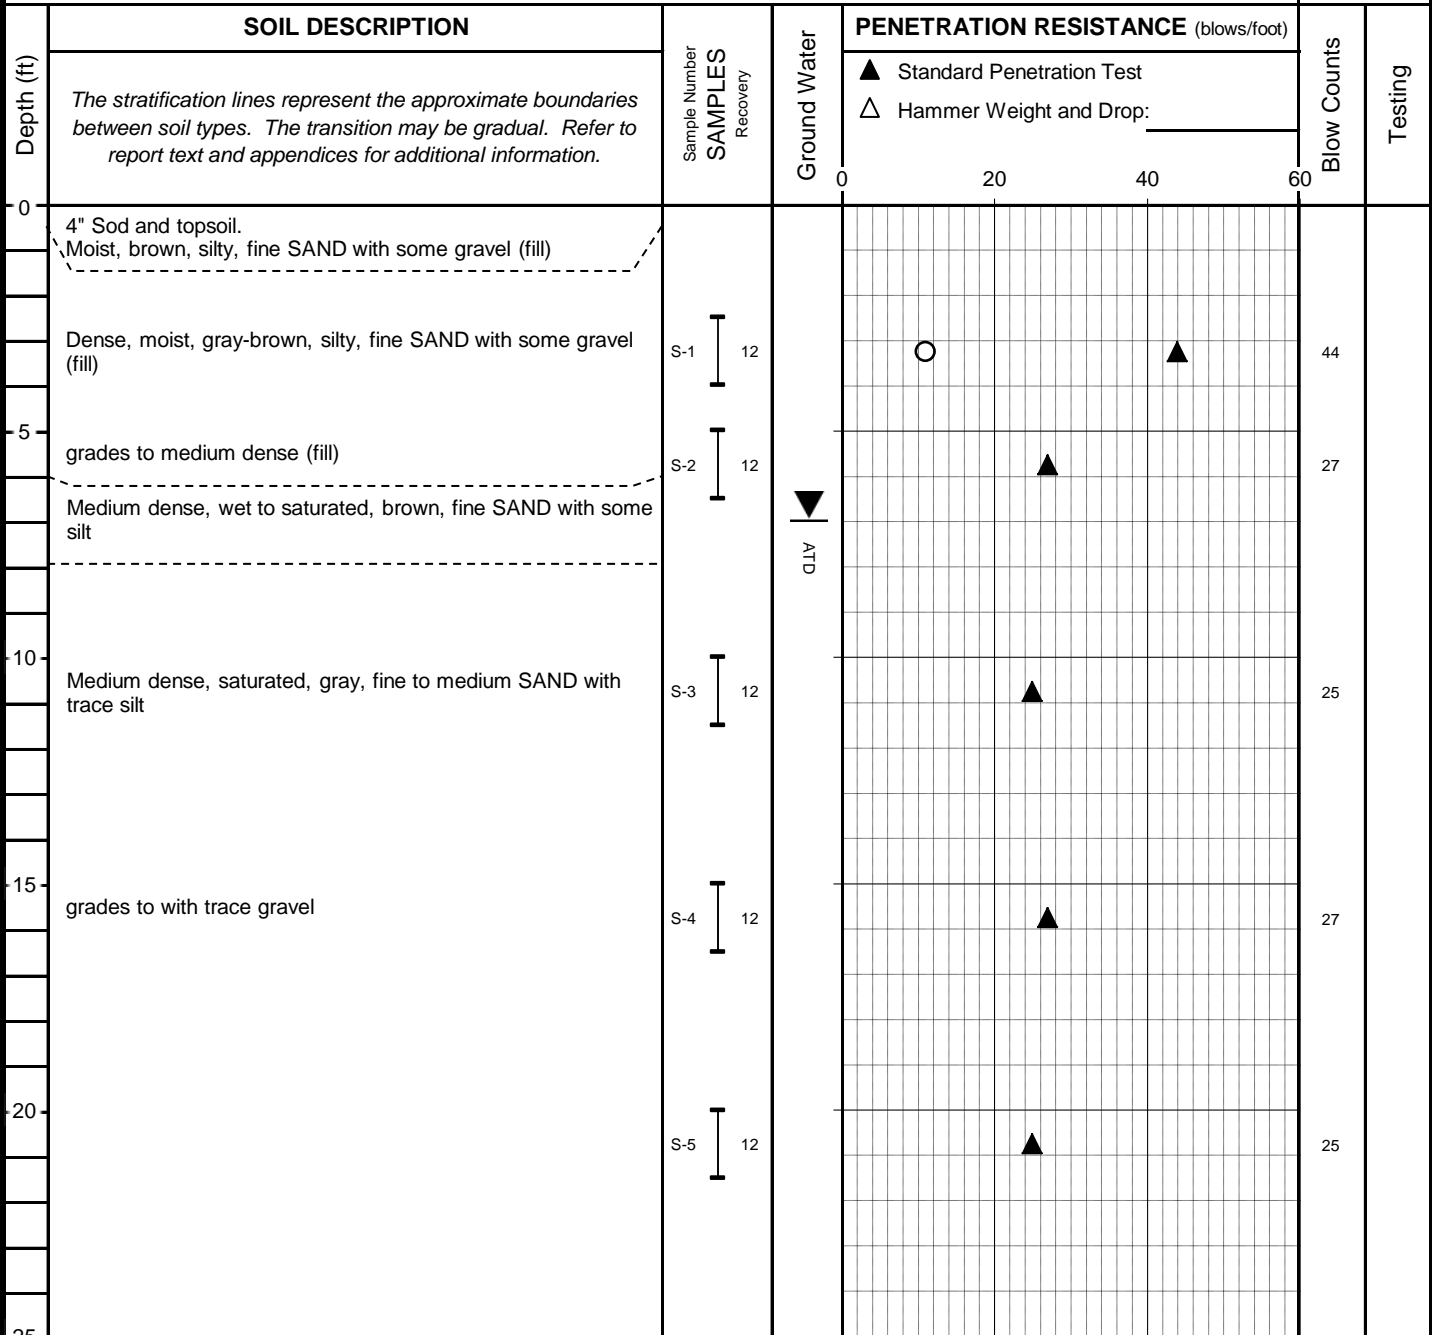 SOIL DESCRIPTION
The stratification lines represent the approximate boundaries
between soil types. The transition may be gradual. Refer to
report text and appendices for additional information.
Depth (ft)
Sample Number
SAMPLES
Recovery
Ground Water
PENETRATION RESISTANCE (blows/foot)
▲ Standard Penetration Test
△ Hammer Weight and Drop:
0 20 40 60
Blow Counts
Testing
0
4" Sod and topsoil.
Moist, brown, silty, fine SAND with some gravel (fill)
Dense, moist, gray-brown, silty, fine SAND with some gravel
(fill)
S-1 12 44
5
grades to medium dense (fill)
S-2 12 27
Medium dense, wet to saturated, brown, fine SAND with some
silt
ATD
10
Medium dense, saturated, gray, fine to medium SAND with
trace silt
S-3 12 25
15
grades to with trace gravel
S-4 12 27
20
S-5 12 25
25